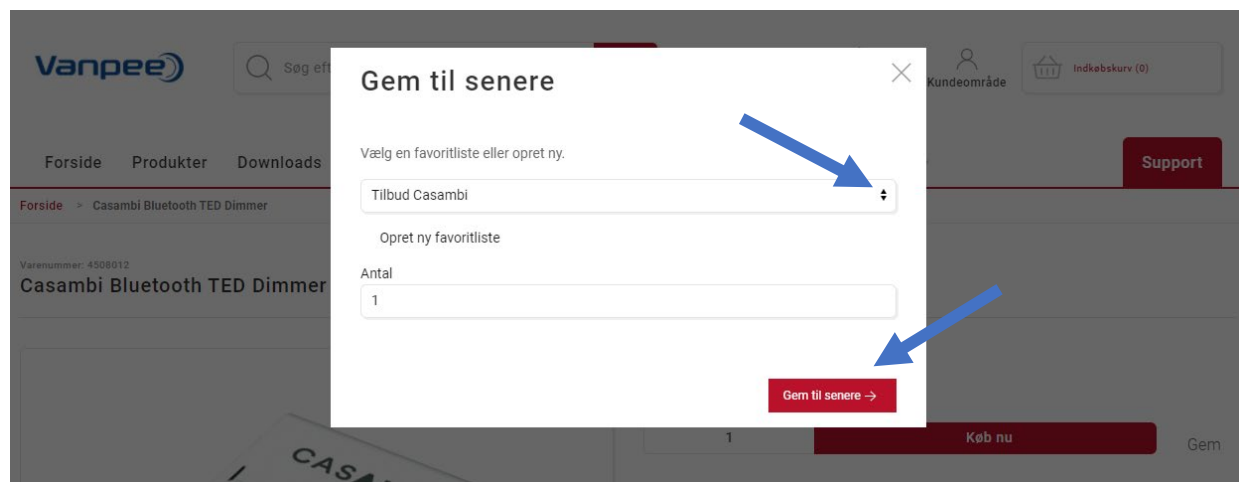 Vanpee
Søg eft
Kundeområde
Indkøbskurv (0)
Forside Produkter Downloads
Support
Forside > Casambi Bluetooth TED Dimmer
Varenummer: 4508012
Casambi Bluetooth TED Dimmer
Gem til senere
Vælg en favoritliste eller opret ny.
Tilbud Casambi
Opret ny favoritliste
Antal
1
Gem til senere →
1
Køb nu
Gem